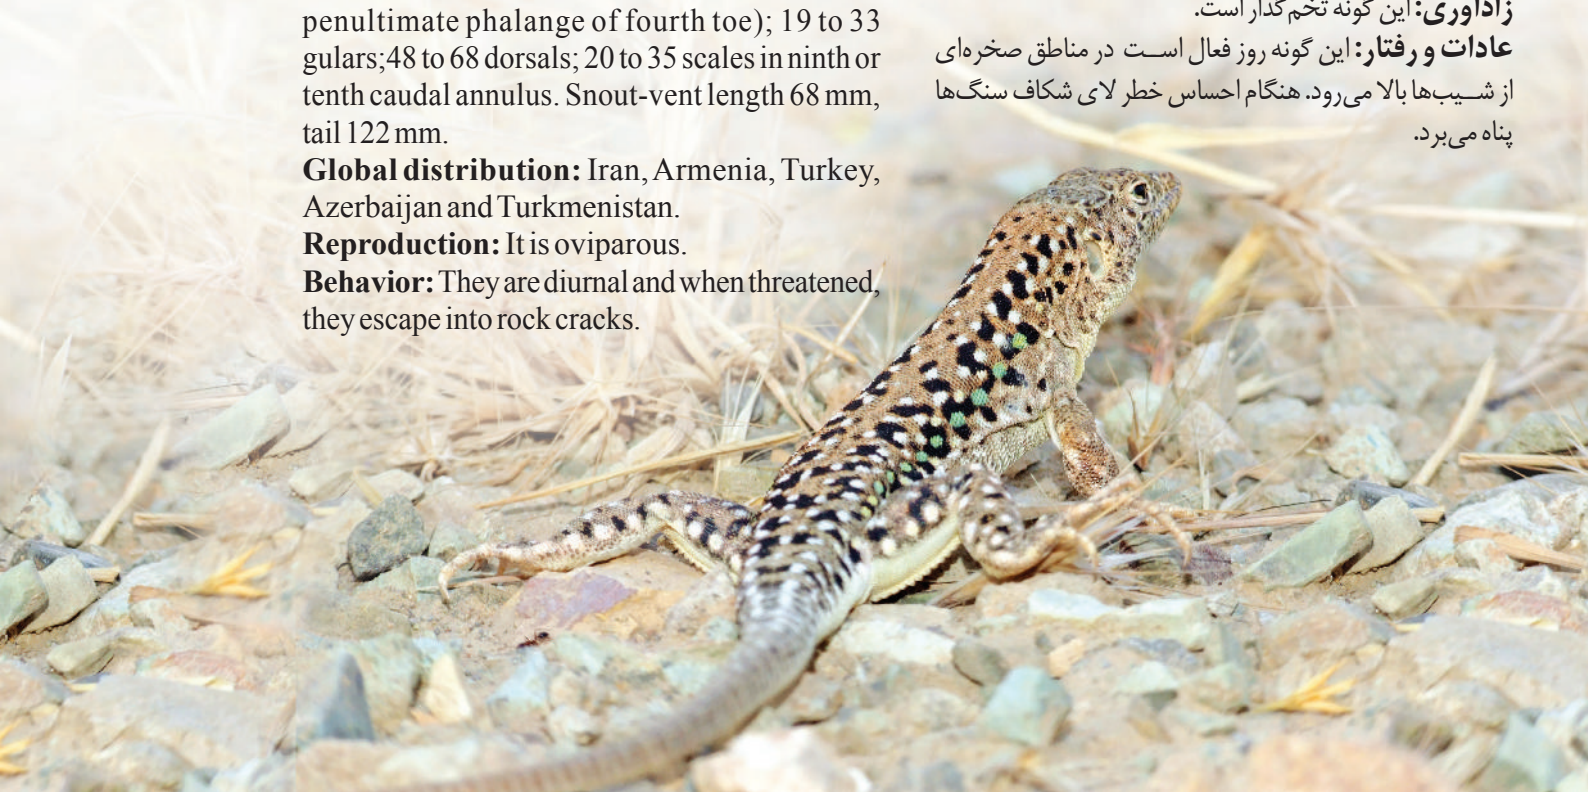 penultimate phalange of fourth toe); 19 to 33
gulars;48 to 68 dorsals; 20 to 35 scales in ninth or
tenth caudal annulus. Snout-vent length 68 mm,
tail 122 mm.
Global distribution: Iran, Armenia, Turkey,
Azerbaijan and Turkmenistan.
Reproduction: It is oviparous.
Behavior: They are diurnal and when threatened,
they escape into rock cracks.
زادآوری: این گونه تخم‌گذار است.
عادات و رفتار: این گونه روز فعال است در مناطق صخره‌ای
از شیب‌ها بالا می‌رود. هنگام احساس خطر لای شکاف سنگ‌ها
پناه می‌برد.